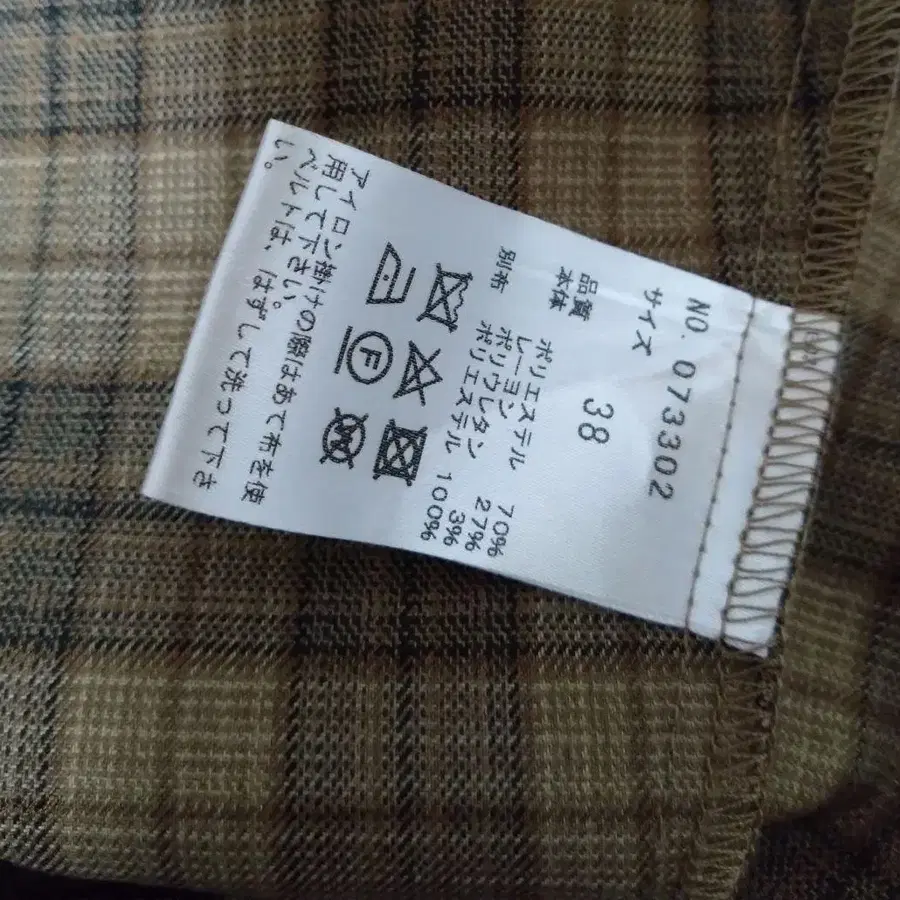 NO. 073302
サイズ 38
品質
本体 ポリエステル 70%
レーヨン 27%
ポリウレタン 3%
別布 ポリエステル 100%
F
W
アイロン掛けの際はあて布を使
用して下さい。
ベルトは、はずして洗って下さ
い。